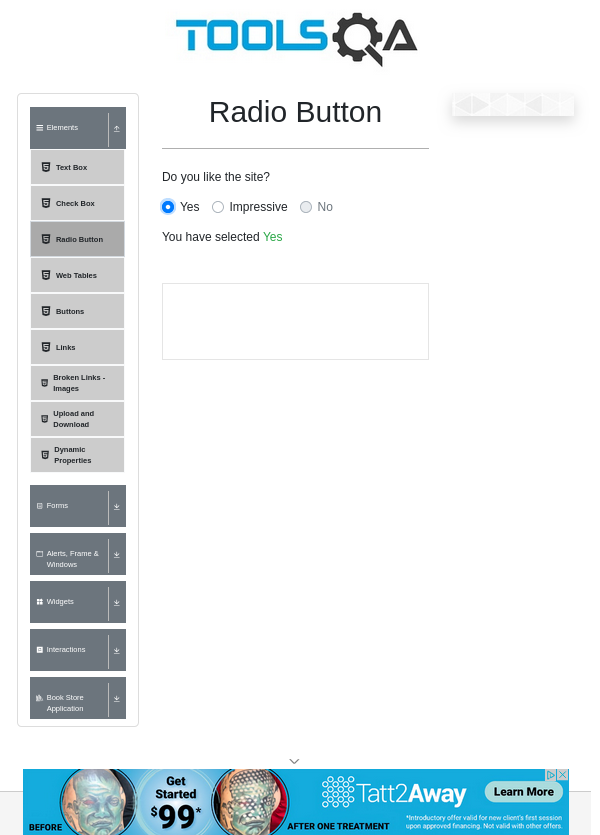 TOOLSQA
Radio Button
Elements
Text Box
Check Box
Radio Button
Web Tables
Buttons
Links
Broken Links -
Images
Upload and
Download
Dynamic
Properties
Forms
Alerts, Frame &
Windows
Widgets
Interactions
Book Store
Application
Do you like the site?
Yes Impressive No
You have selected Yes
Get
Started
$99*
BEFORE
AFTER ONE TREATMENT
Tatt2Away
Learn More
*Introductory offer valid for new client's first session
upon approved financing. Not valid with other offers.